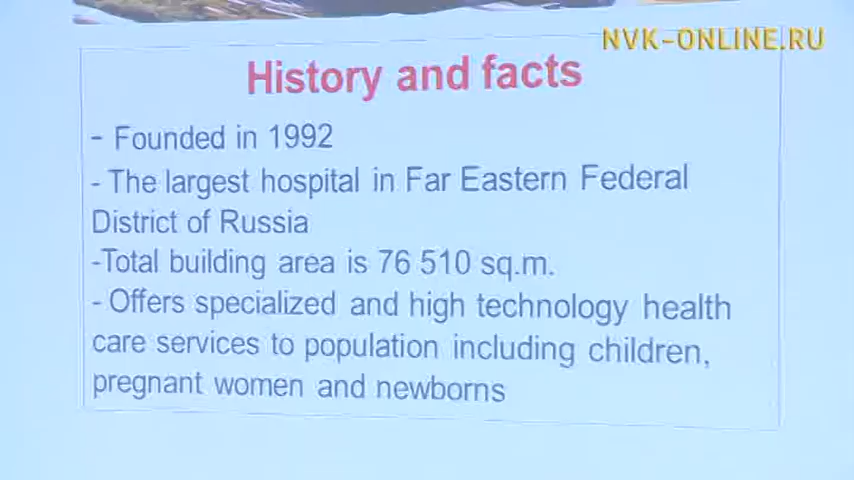 NVK-ONLINE.RU
History and facts
- Founded in 1992
- The largest hospital in Far Eastern Federal
District of Russia
-Total building area is 76 510 sq.m.
- Offers specialized and high technology health
care services to population including children,
pregnant women and newborns